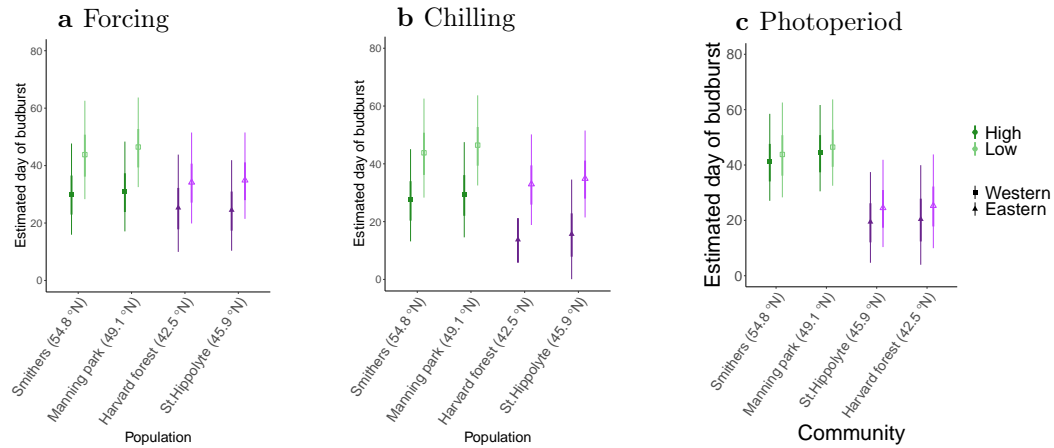 a Forcing
b Chilling
c Photoperiod
Estimated day of budburst
80
60
40
20
0
Smithers (54.8 °N)
Manning park (49.1 °N)
Harvard forest (42.5 °N)
St.Hippolyte (45.9 °N)
Population
Estimated day of budburst
80
60
40
20
0
Smithers (54.8 °N)
Manning park (49.1 °N)
Harvard forest (42.5 °N)
St.Hippolyte (45.9 °N)
Population
Estimated day of budburst
80
60
40
20
0
Smithers (54.8 °N)
Manning park (49.1 °N)
St.Hippolyte (45.9 °N)
Harvard forest (42.5 °N)
Community
High
Low
Western
Eastern